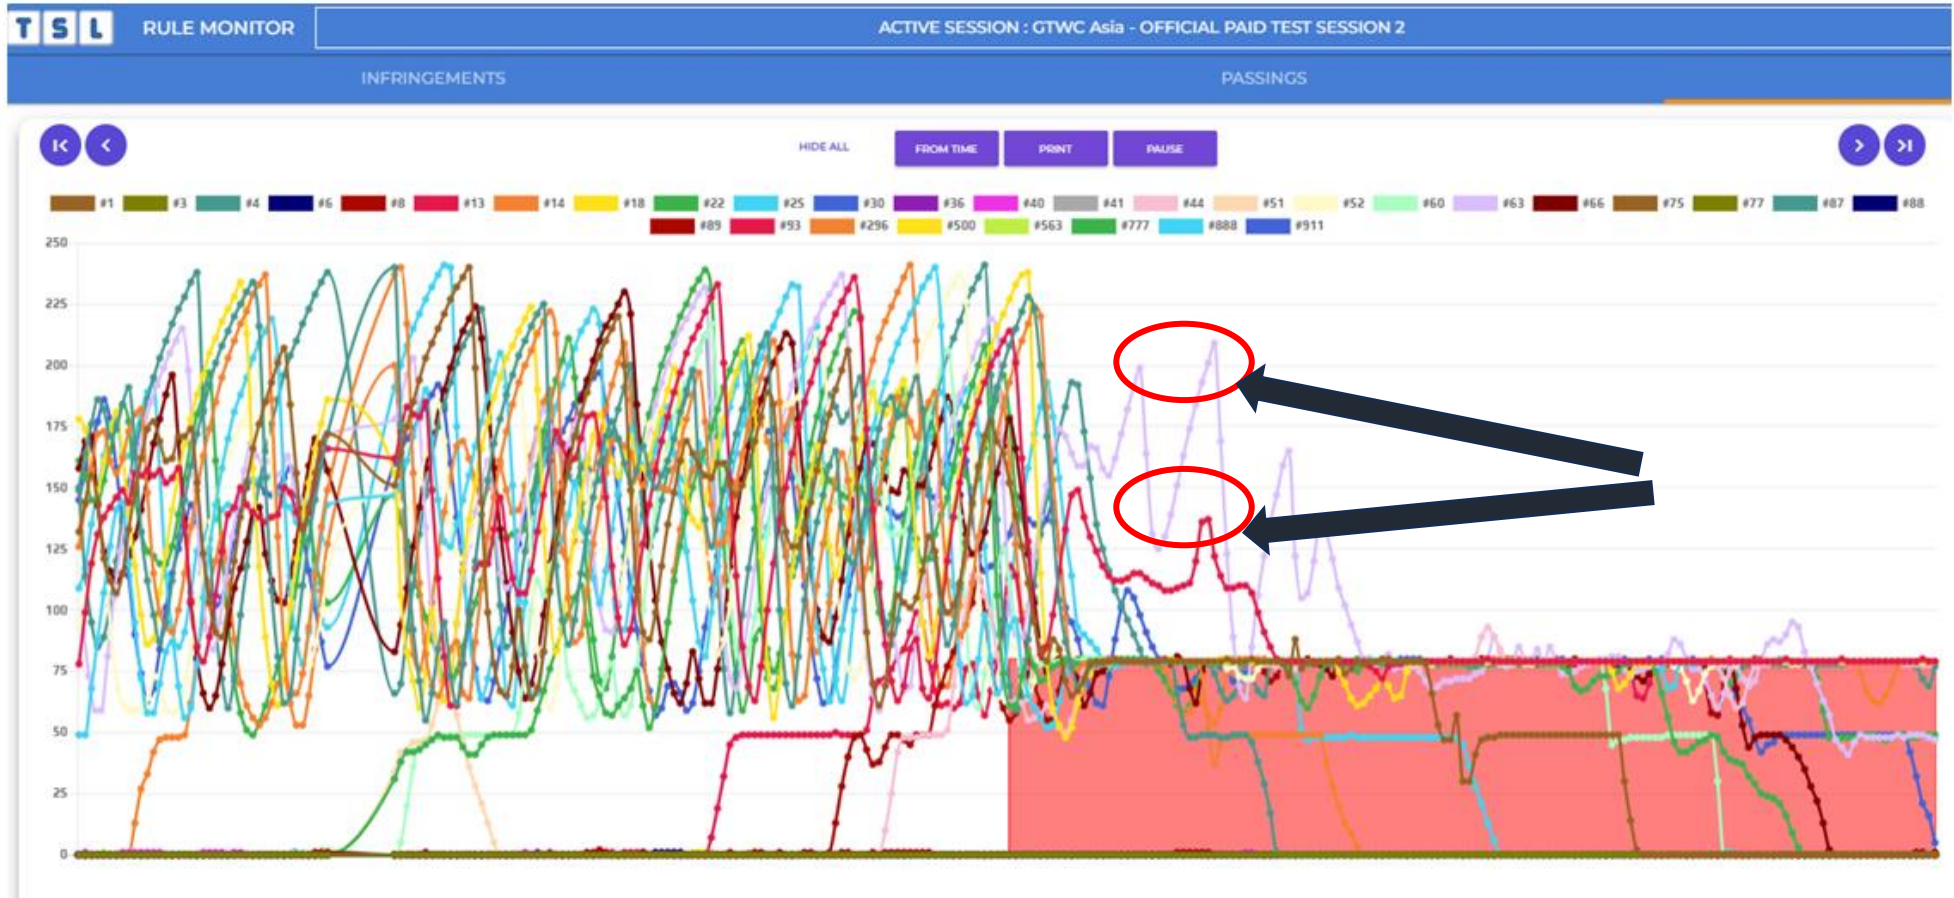 TSL RULE MONITOR ACTIVE SESSION : GTWC Asia - OFFICIAL PAID TEST SESSION 2
INFRINGEMENTS PASSINGS
HIDE ALL FROM TIME PRINT PAUSE
#1 #3 #4 #6 #8 #13 #14 #18 #22 #25 #30 #36 #40 #41 #44 #51 #52 #60 #63 #66 #75 #77 #87 #88
#89 #93 #296 #500 #563 #777 #888 #911
250
225
200
175
150
125
100
75
50
25
0